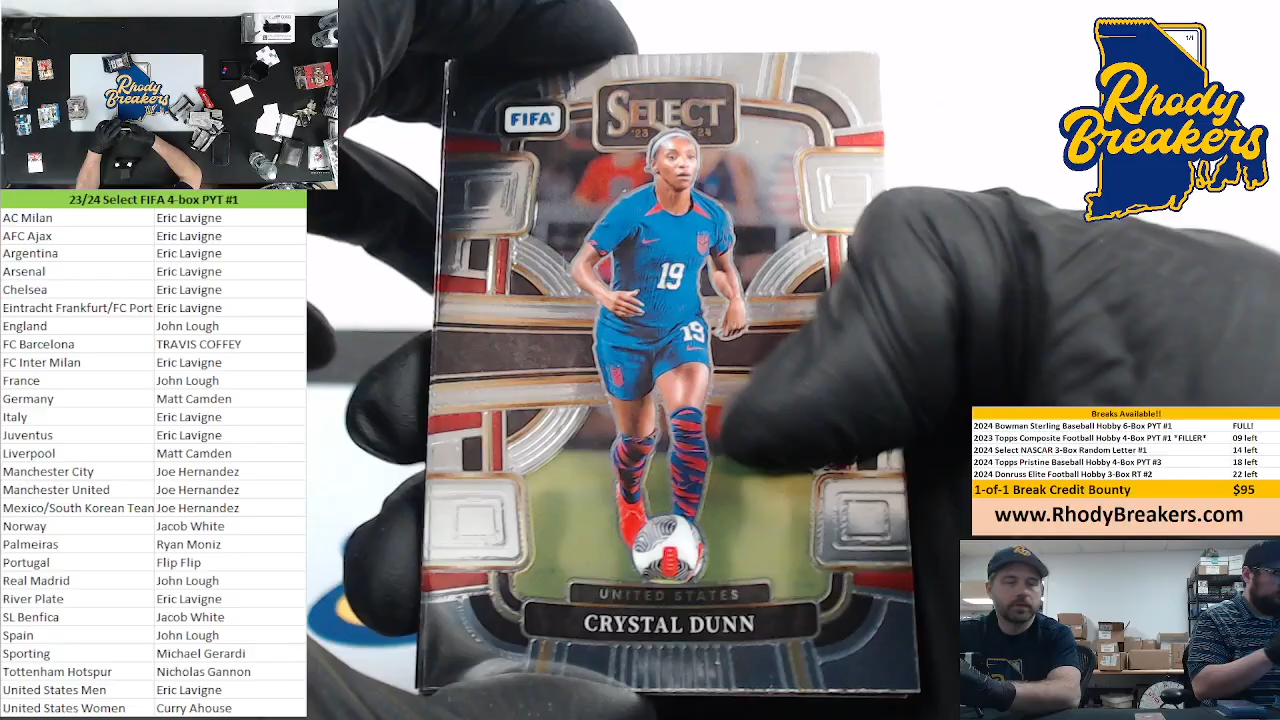 23/24 Select FIFA 4-box PYT #1
AC Milan Eric Lavigne
AFC Ajax Eric Lavigne
Argentina Eric Lavigne
Arsenal Eric Lavigne
Chelsea Eric Lavigne
Eintracht Frankfurt/FC Port Eric Lavigne
England John Lough
FC Barcelona TRAVIS COFFEY
FC Inter Milan Eric Lavigne
France John Lough
Germany Matt Camden
Italy Eric Lavigne
Juventus Eric Lavigne
Liverpool Matt Camden
Manchester City Joe Hernandez
Manchester United Joe Hernandez
Mexico/South Korean Tean Joe Hernandez
Norway Jacob White
Palmeiras Ryan Moniz
Portugal Flip Flip
Real Madrid John Lough
River Plate Eric Lavigne
SL Benfica Jacob White
Spain John Lough
Sporting Michael Gerardi
Tottenham Hotspur Nicholas Gannon
United States Men Eric Lavigne
United States Women Curry Ahouse
Rhody
Breakers
FIFA
SELECT
'23 '24
19
19
UNITED STATES
CRYSTAL DUNN
1/1
Rhody
Breakers
Breaks Available!!
2024 Bowman Sterling Baseball Hobby 6-Box PYT #1 FULL!
2023 Topps Composite Football Hobby 4-Box PYT #1 *FILLER* 09 left
2024 Select NASCAR 3-Box Random Letter #1 14 left
2024 Topps Pristine Baseball Hobby 4-Box PYT #3 18 left
2024 Donruss Elite Football Hobby 3-Box RT #2 22 left
1-of-1 Break Credit Bounty $95
www.RhodyBreakers.com